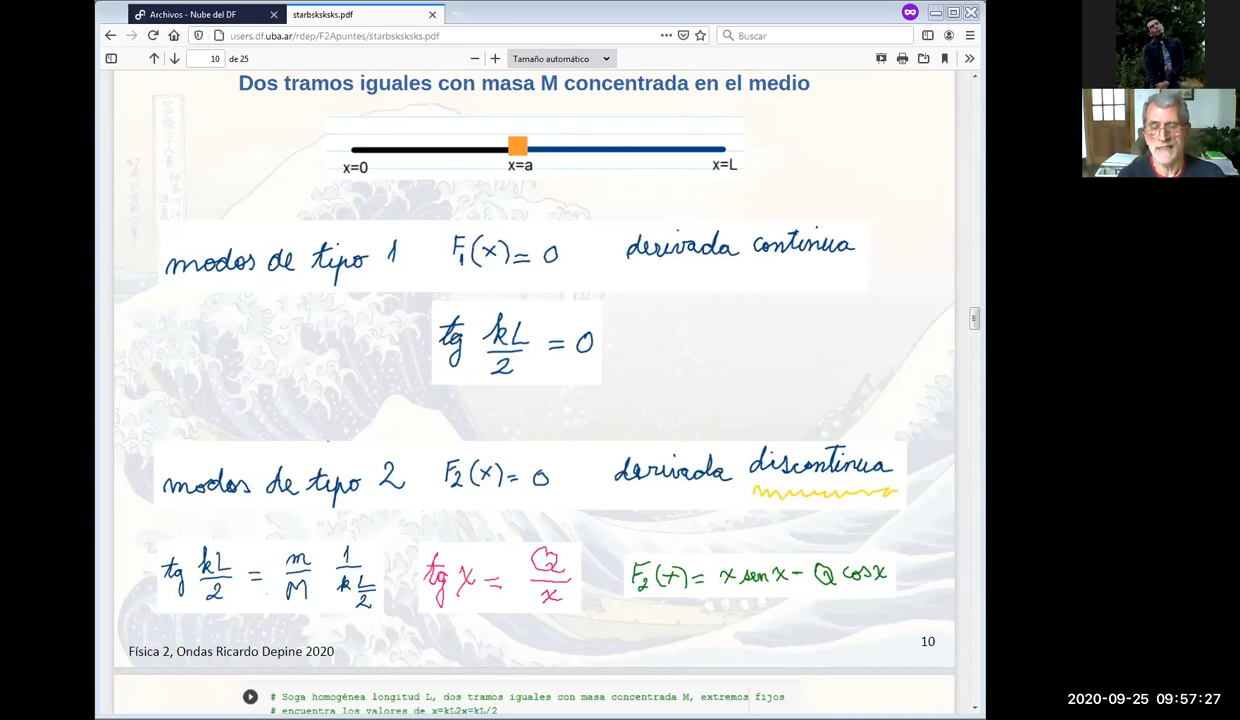 Archivos - Nube del DF
starbsksksks.pdf
users.df.uba.ar/rdep/F2Apuntes/starbsksksks.pdf
Buscar
10 de 25
Tamaño automático
Dos tramos iguales con masa M concentrada en el medio
x=0 x=a x=L
modos de tipo 1 F₁(x)=0 derivada continua
tg kL/2 = 0
modos de tipo 2 F₂(x)=0 derivada discontinua
tg kL/2 = m/M 1/(k L/2) tg x = Q/x F₂(x)= x sen x - Q cos x
10
Física 2, Ondas Ricardo Depine 2020
# Soga homogénea longitud L, dos tramos iguales con masa concentrada M, extremos fijos
# encuentra los valores de x=kL2x=kL/2
2020-09-25 09:57:27